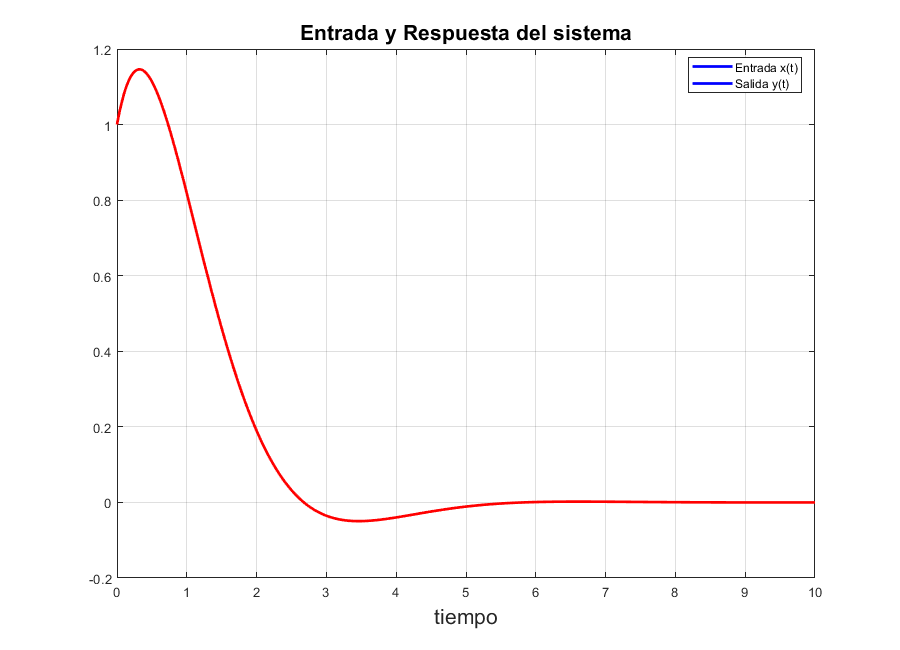 Entrada y Respuesta del sistema
Entrada x(t)
Salida y(t)
1.2
1
0.8
0.6
0.4
0.2
0
-0.2
0 1 2 3 4 5 6 7 8 9 10
tiempo